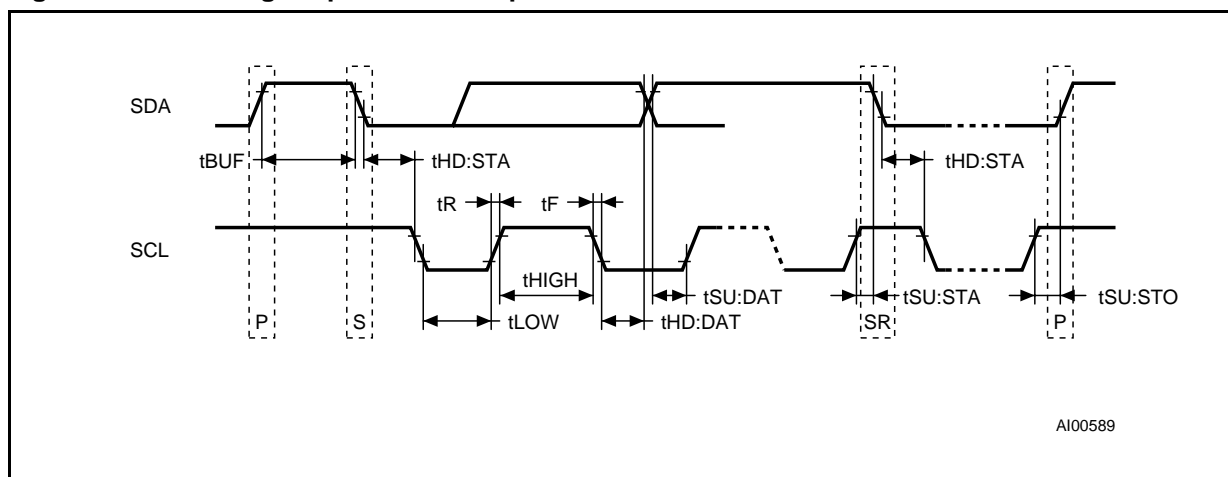 SDA
tBUF
tHD:STA
tHD:STA
tR
tF
SCL
tHIGH
tSU:DAT
tSU:STA
tSU:STO
P
S
tLOW
tHD:DAT
SR
P
AI00589